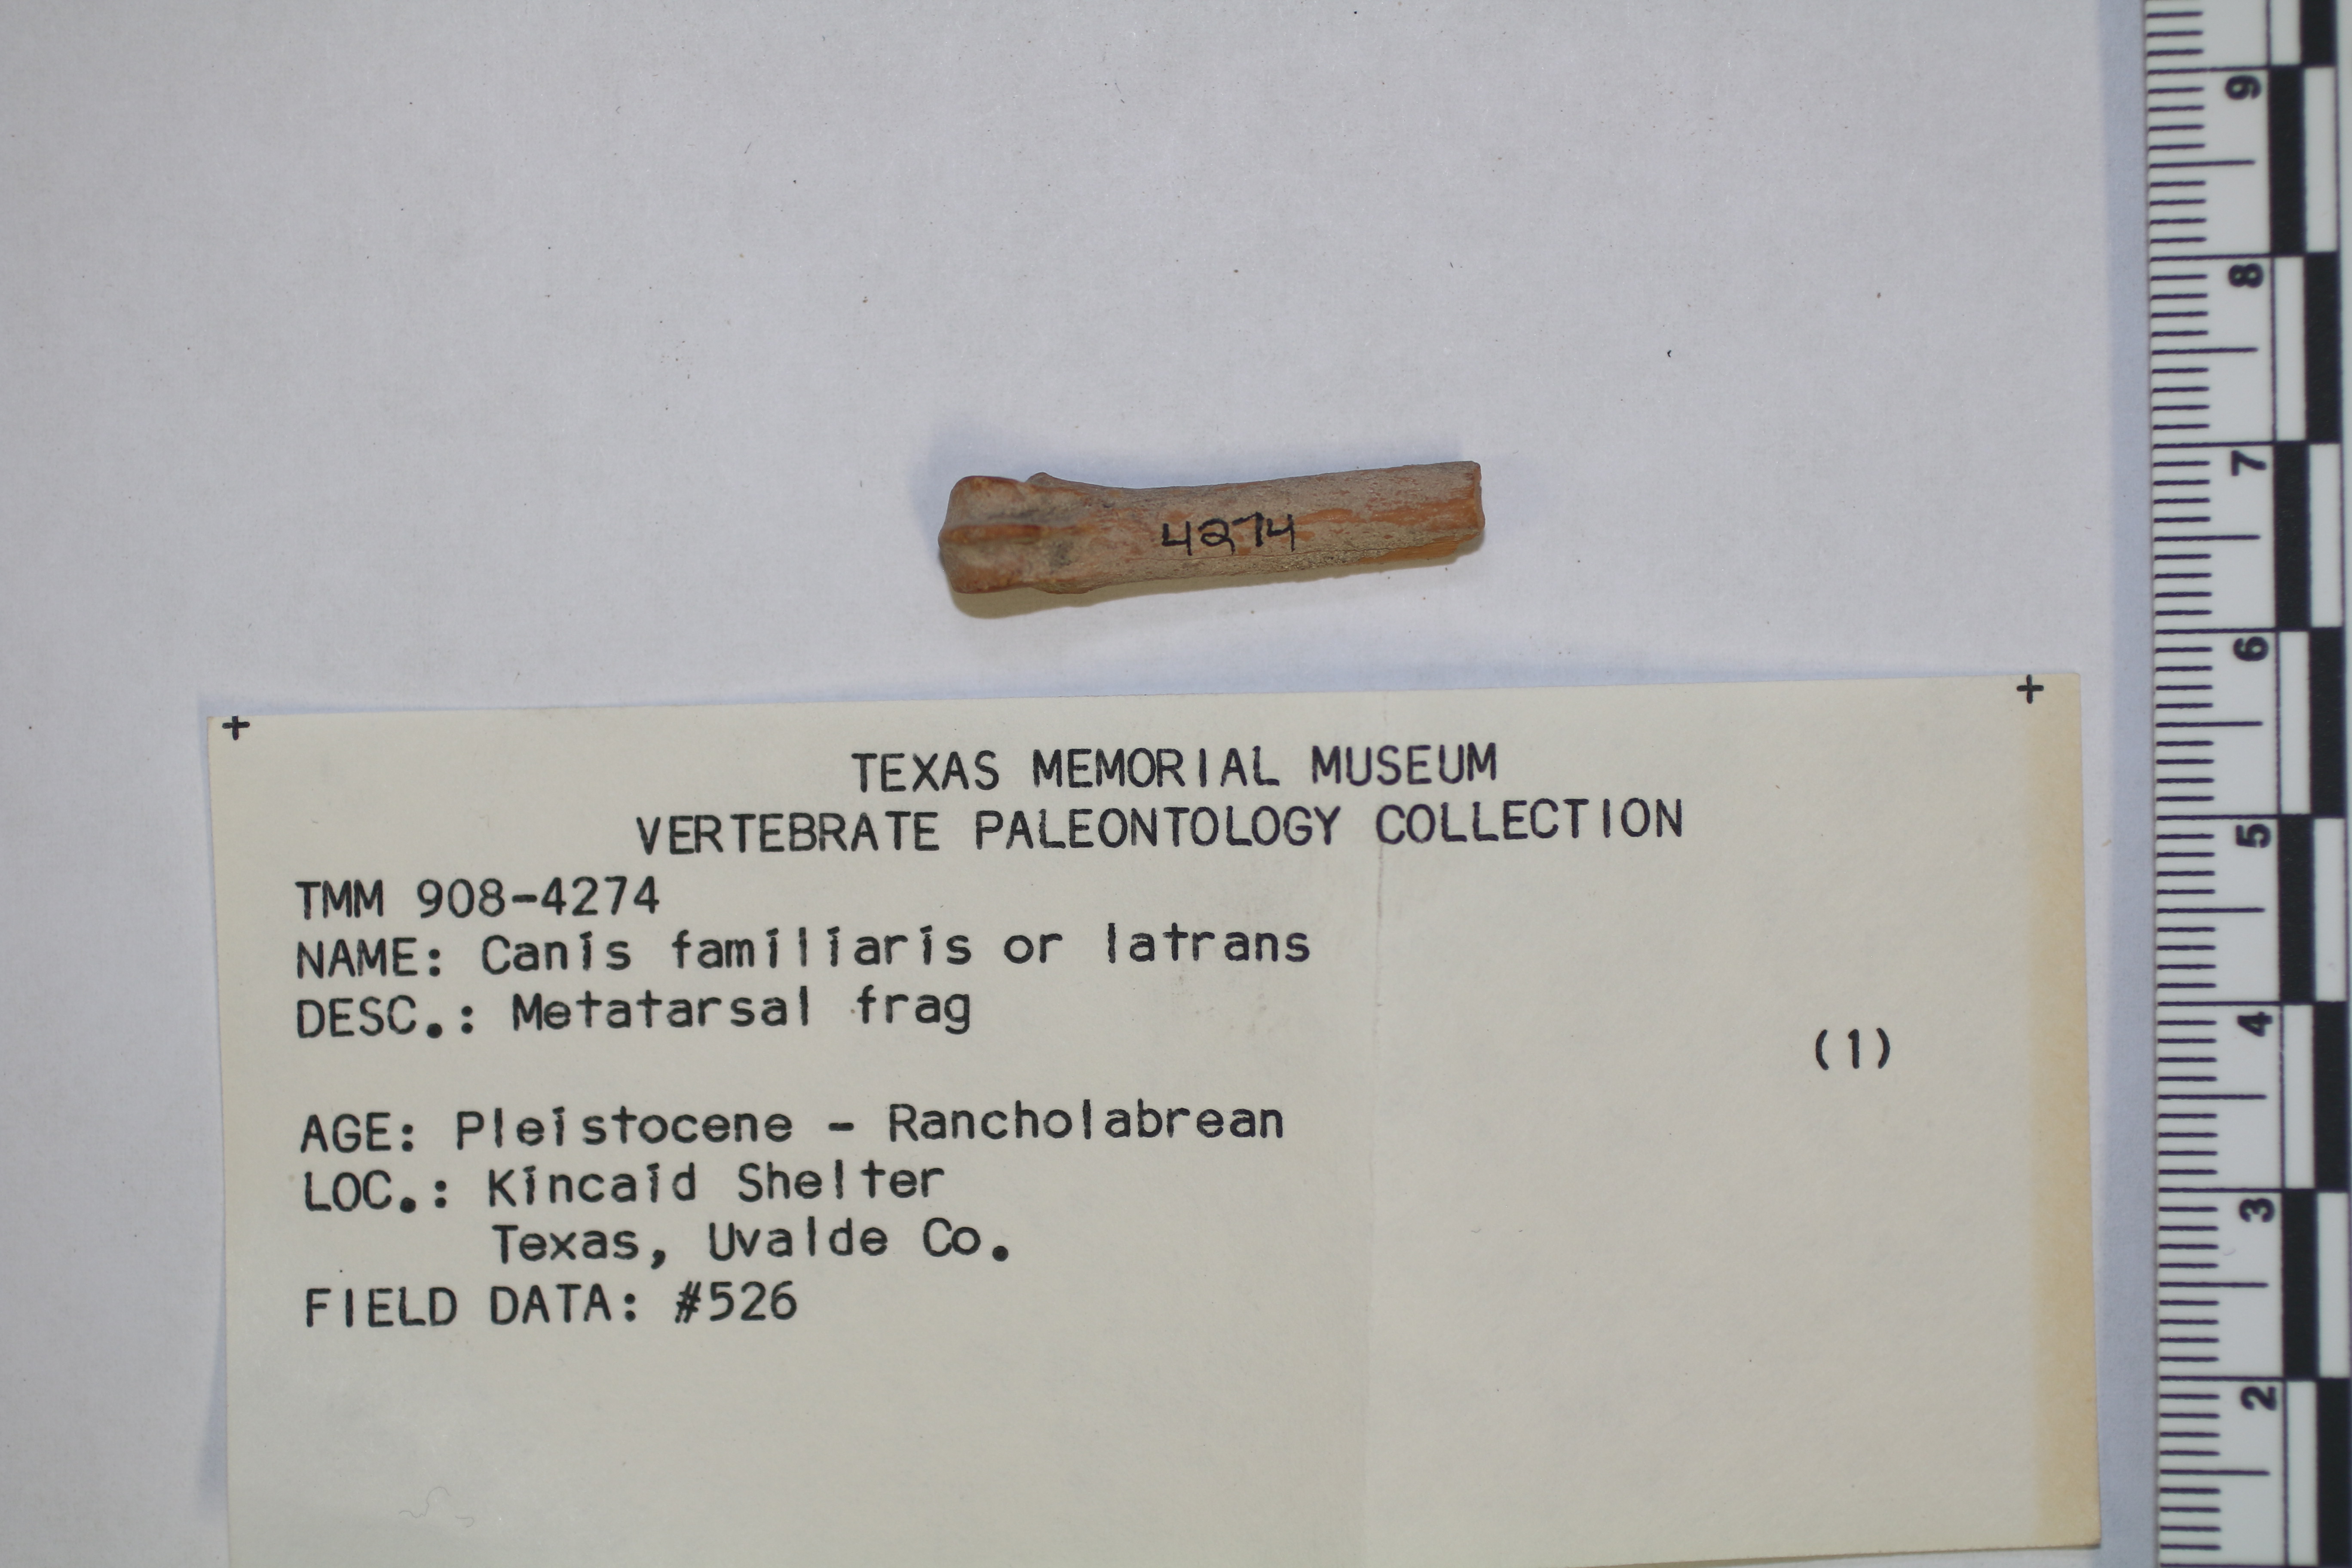 4274
+ +
TEXAS MEMORIAL MUSEUM
VERTEBRATE PALEONTOLOGY COLLECTION
TMM 908-4274
NAME: Canis familiaris or latrans
DESC.: Metatarsal frag
(1)
AGE: Pleistocene - Rancholabrean
LOC.: Kincaid Shelter
Texas, Uvalde Co.
FIELD DATA: #526
9
8
7
6
5
4
3
2